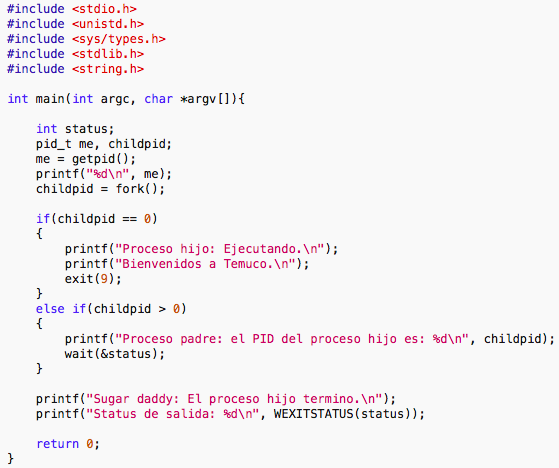 #include <stdio.h>
#include <unistd.h>
#include <sys/types.h>
#include <stdlib.h>
#include <string.h>

int main(int argc, char *argv[]){

    int status;
    pid_t me, childpid;
    me = getpid();
    printf("%d\n", me);
    childpid = fork();

    if(childpid == 0)
    {
        printf("Proceso hijo: Ejecutando.\n");
        printf("Bienvenidos a Temuco.\n");
        exit(9);
    }
    else if(childpid > 0)
    {
        printf("Proceso padre: el PID del proceso hijo es: %d\n", childpid);
        wait(&status);
    }

    printf("Sugar daddy: El proceso hijo termino.\n");
    printf("Status de salida: %d\n", WEXITSTATUS(status));

    return 0;
}